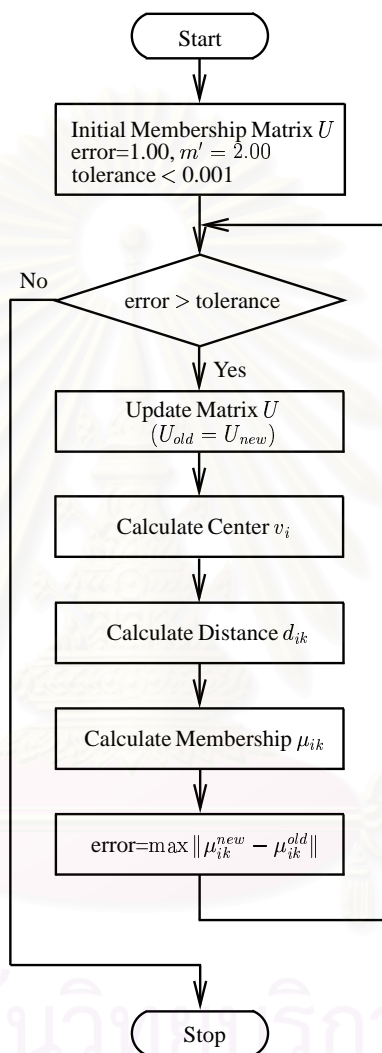 Start
Initial Membership Matrix U
error=1.00, m′ = 2.00
tolerance < 0.001
No
error > tolerance
Yes
Update Matrix U
(U_old = U_new)
Calculate Center v_i
Calculate Distance d_ik
Calculate Membership μ_ik
error=max ‖μ_ik^new − μ_ik^old‖
Stop